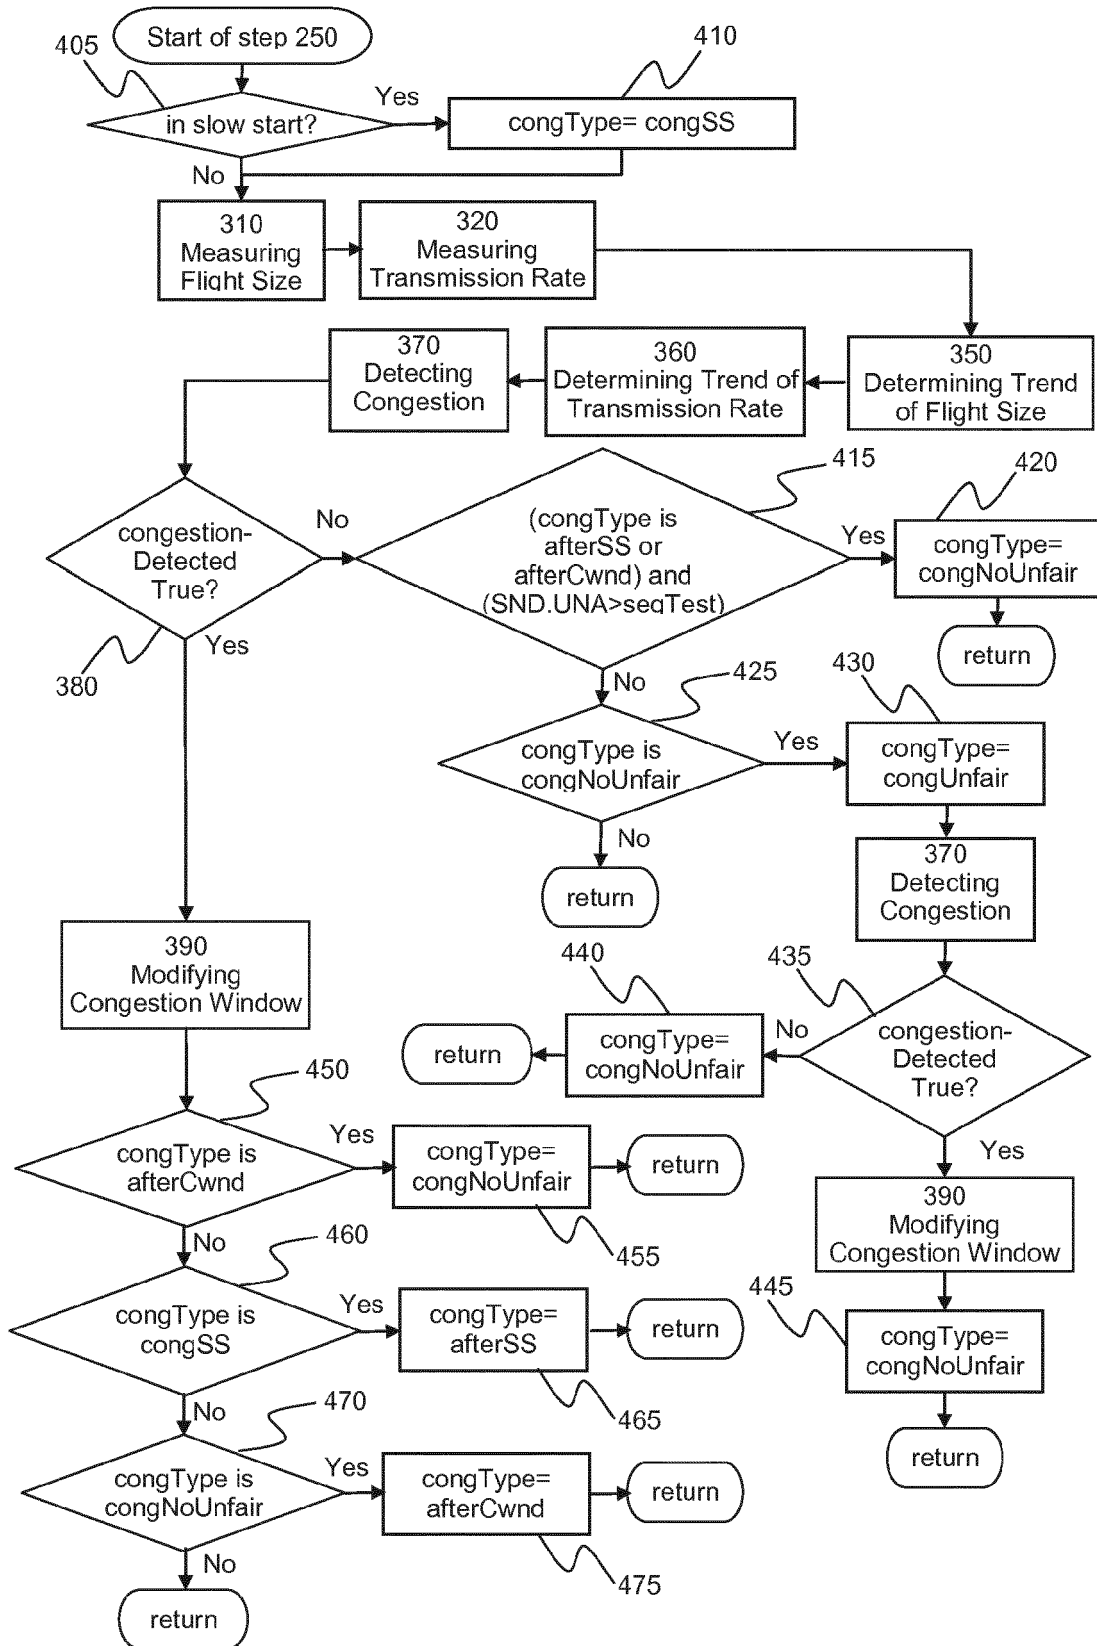 Start of step 250
405
410
in slow start?
Yes
congType= congSS
No
310
Measuring
Flight Size
320
Measuring
Transmission Rate
370
Detecting
Congestion
360
Determining Trend of
Transmission Rate
350
Determining Trend
of Flight Size
415
420
congestion-
Detected
True?
No
(congType is
afterSS or
afterCwnd) and
(SND.UNA>seqTest)
Yes
congType=
congNoUnfair
return
380
Yes
No
425
430
congType is
congNoUnfair
Yes
congType=
congUnfair
No
return
370
Detecting
Congestion
390
Modifying
Congestion Window
440
435
return
congType=
congNoUnfair
No
congestion-
Detected
True?
450
Yes
congType is
afterCwnd
Yes
congType=
congNoUnfair
return
455
390
Modifying
Congestion Window
No
460
congType is
congSS
Yes
congType=
afterSS
return
465
445
congType=
congNoUnfair
return
No
470
congType is
congNoUnfair
Yes
congType=
afterCwnd
return
475
No
return